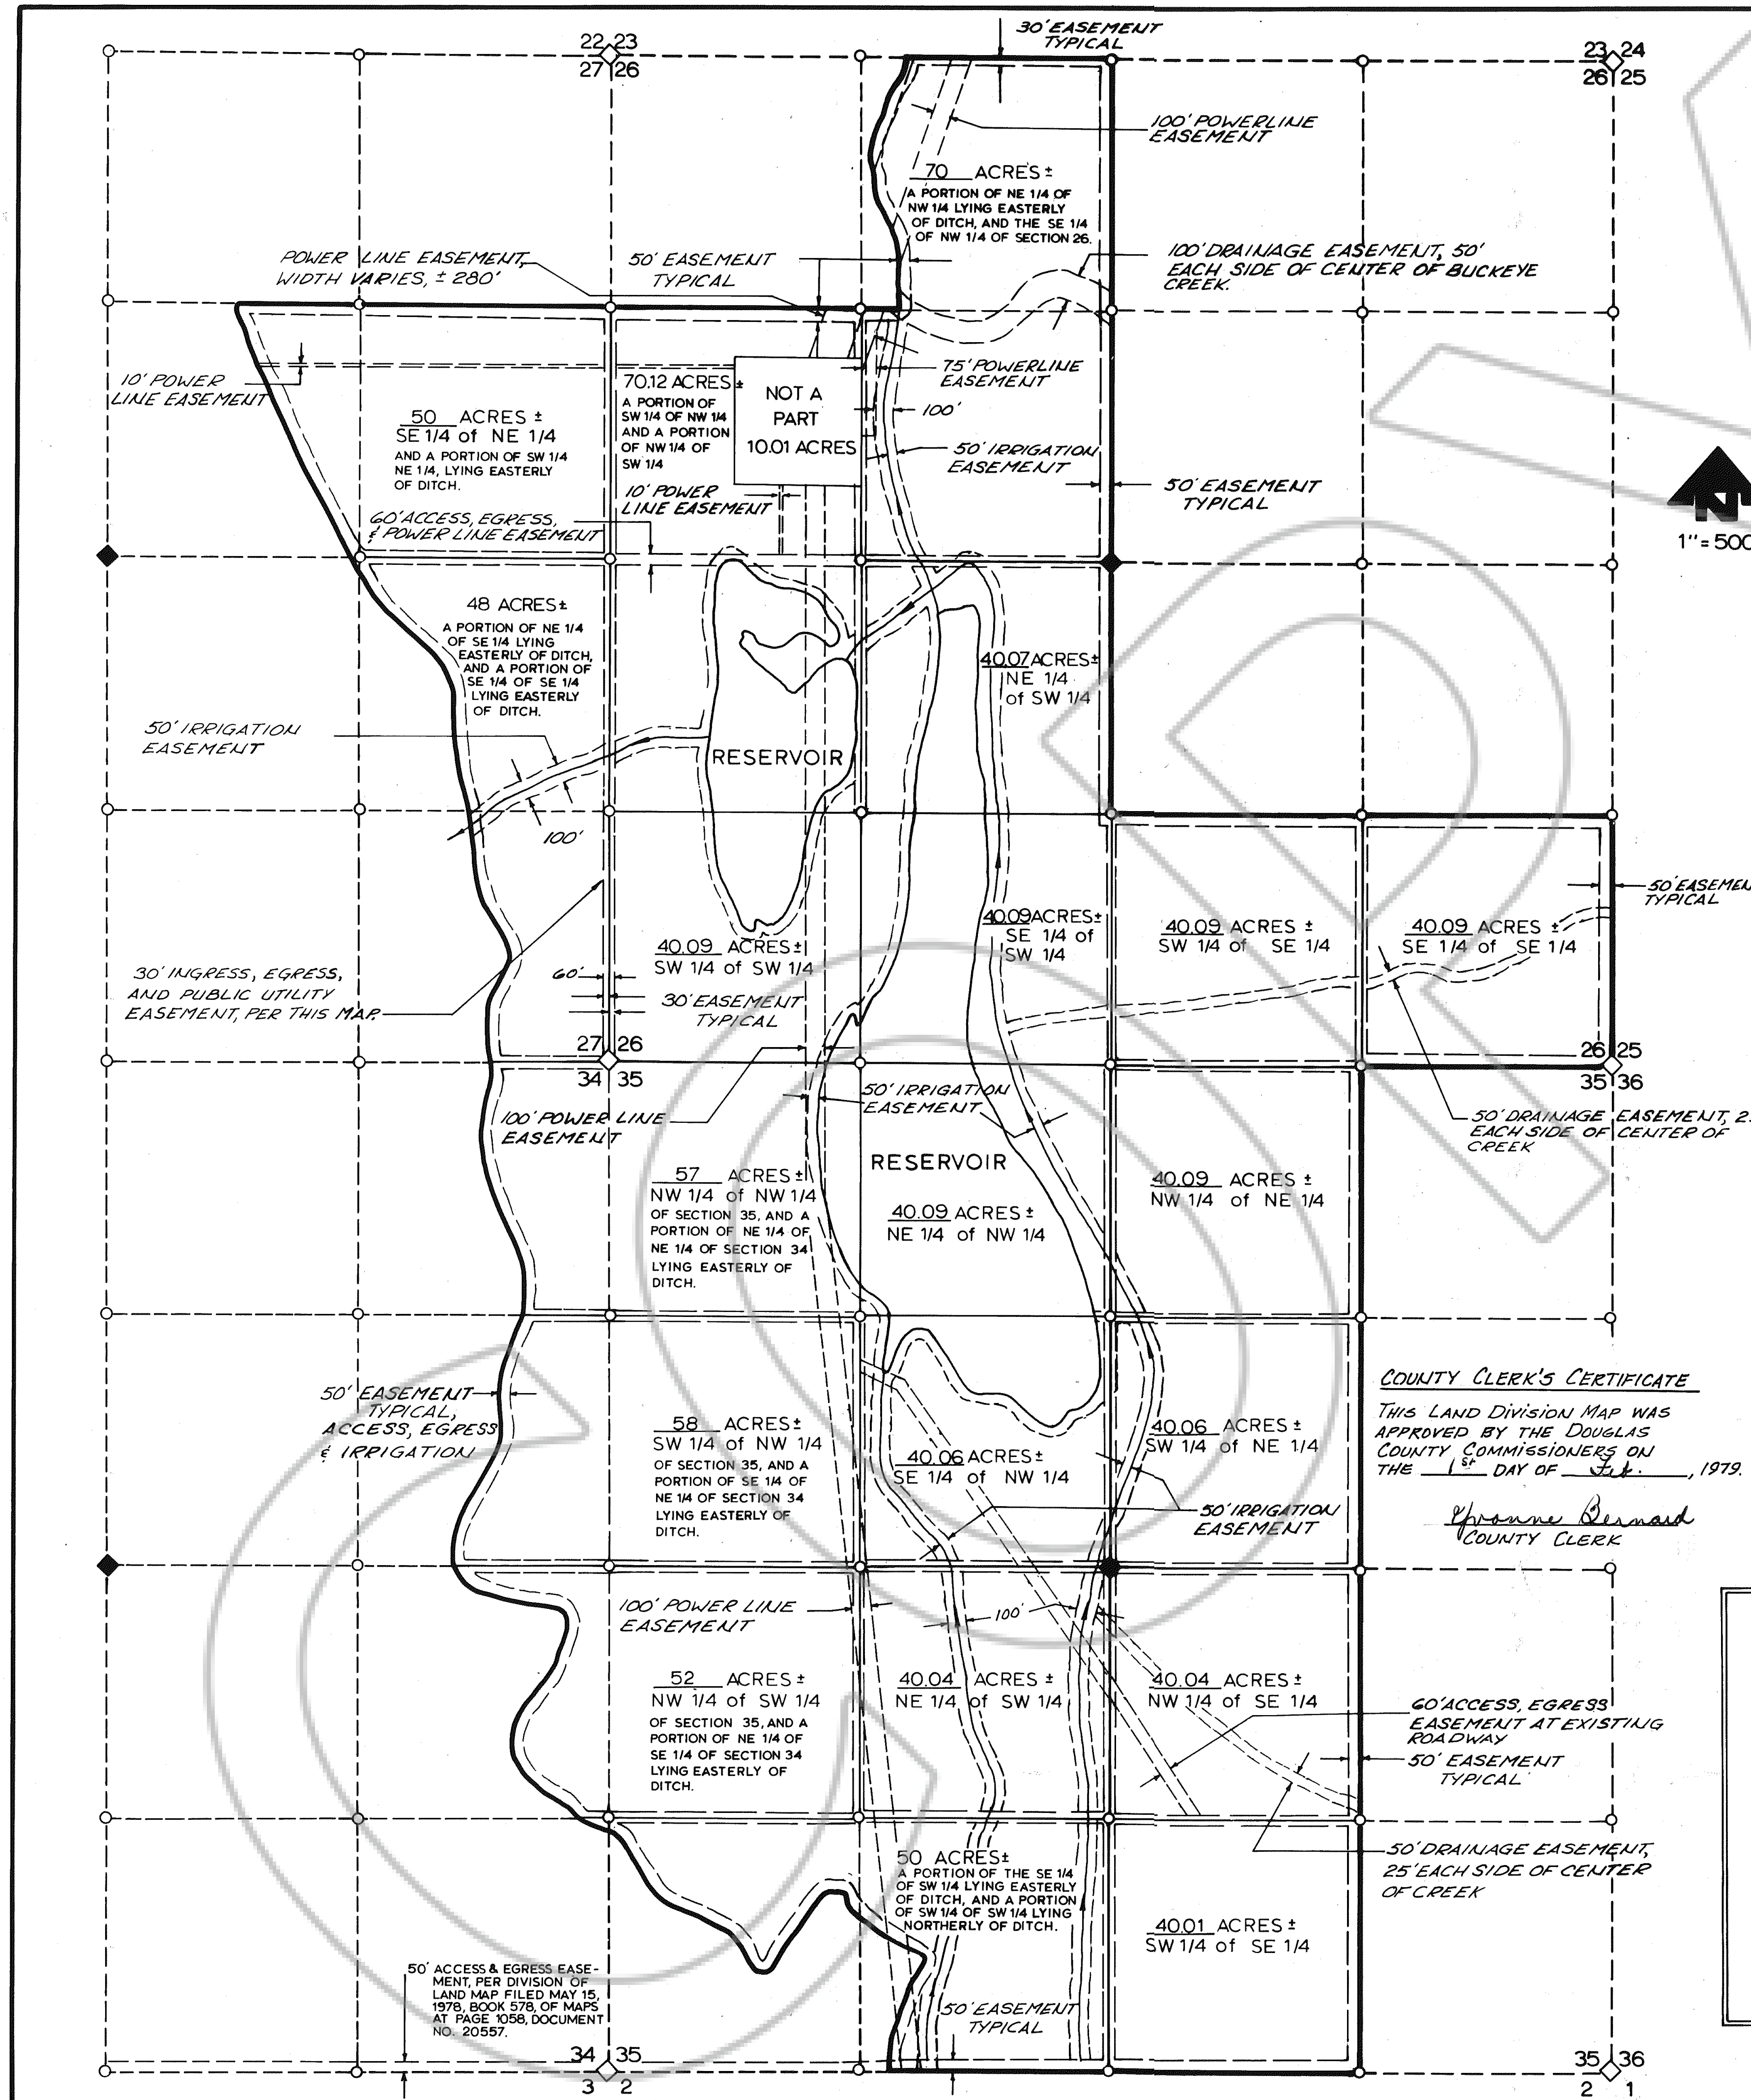 30' EASEMENT
TYPICAL
22 23
27 26
23 24
26 25
100' POWERLINE
EASEMENT
70 ACRES ±
A PORTION OF NE 1/4 OF
NW 1/4 LYING EASTERLY
OF DITCH, AND THE SE 1/4
OF NW 1/4 OF SECTION 26.
POWER LINE EASEMENT,
WIDTH VARIES, ± 280'
50' EASEMENT
TYPICAL
100' DRAINAGE EASEMENT, 50'
EACH SIDE OF CENTER OF BUCKEYE
CREEK.
10' POWER
LINE EASEMENT
50 ACRES ±
SE 1/4 of NE 1/4
AND A PORTION OF SW 1/4
NE 1/4, LYING EASTERLY
OF DITCH.
70.12 ACRES ±
A PORTION OF
SW 1/4 OF NW 1/4
AND A PORTION
OF NW 1/4 OF
SW 1/4
NOT A
PART
10.01 ACRES
75' POWERLINE
EASEMENT
100'
50' IRRIGATION
EASEMENT
50' EASEMENT
TYPICAL
N
1" = 500
10' POWER
LINE EASEMENT
60' ACCESS, EGRESS,
& POWER LINE EASEMENT
48 ACRES ±
A PORTION OF NE 1/4
OF SE 1/4 LYING
EASTERLY OF DITCH,
AND A PORTION OF
SE 1/4 OF SE 1/4
LYING EASTERLY
OF DITCH.
40.07 ACRES ±
NE 1/4
of SW 1/4
50' IRRIGATION
EASEMENT
RESERVOIR
100'
50' EASEMEN
TYPICAL
40.09 ACRES ±
SW 1/4 of SW 1/4
40.09 ACRES ±
SE 1/4 of
SW 1/4
40.09 ACRES ±
SW 1/4 of SE 1/4
40.09 ACRES ±
SE 1/4 of SE 1/4
30' INGRESS, EGRESS,
AND PUBLIC UTILITY
EASEMENT, PER THIS MAP.
60'
30' EASEMENT
TYPICAL
27 26
34 35
26 25
35 36
100' POWER LINE
EASEMENT
50' IRRIGATION
EASEMENT
50' DRAINAGE EASEMENT, 2
EACH SIDE OF CENTER OF
CREEK
RESERVOIR
57 ACRES ±
NW 1/4 of NW 1/4
OF SECTION 35, AND A
PORTION OF NE 1/4 OF
NE 1/4 OF SECTION 34
LYING EASTERLY OF
DITCH.
40.09 ACRES ±
NE 1/4 of NW 1/4
40.09 ACRES ±
NW 1/4 of NE 1/4
50' EASEMENT
TYPICAL,
ACCESS, EGRESS
& IRRIGATION
58 ACRES ±
SW 1/4 of NW 1/4
OF SECTION 35, AND A
PORTION OF SE 1/4 OF
NE 1/4 OF SECTION 34
LYING EASTERLY OF
DITCH.
40.06 ACRES ±
SE 1/4 of NW 1/4
40.06 ACRES ±
SW 1/4 of NE 1/4
COUNTY CLERK'S CERTIFICATE
THIS LAND DIVISION MAP WAS
APPROVED BY THE DOUGLAS
COUNTY COMMISSIONERS ON
THE 1st DAY OF Feb. , 1979.
Yvonne Bernard
COUNTY CLERK
50' IRRIGATION
EASEMENT
100' POWER LINE
EASEMENT
100'
52 ACRES ±
NW 1/4 of SW 1/4
OF SECTION 35, AND A
PORTION OF NE 1/4 OF
SE 1/4 OF SECTION 34
LYING EASTERLY OF
DITCH.
40.04 ACRES ±
NE 1/4 of SW 1/4
40.04 ACRES ±
NW 1/4 of SE 1/4
60' ACCESS, EGRESS
EASEMENT AT EXISTING
ROADWAY
50' EASEMENT
TYPICAL
50' DRAINAGE EASEMENT,
25' EACH SIDE OF CENTER
OF CREEK
50 ACRES ±
A PORTION OF THE SE 1/4
OF SW 1/4 LYING EASTERLY
OF DITCH, AND A PORTION
OF SW 1/4 OF SW 1/4 LYING
NORTHERLY OF DITCH.
40.01 ACRES ±
SW 1/4 of SE 1/4
50' ACCESS & EGRESS EASE-
MENT, PER DIVISION OF
LAND MAP FILED MAY 15,
1978, BOOK 578, OF MAPS
AT PAGE 1058, DOCUMENT
NO. 20557.
50' EASEMENT
TYPICAL
34 35
3 2
35 36
2 1